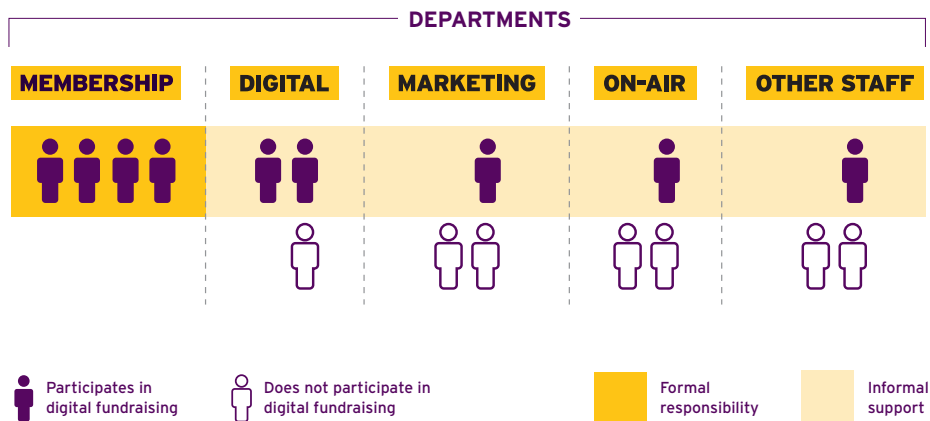 DEPARTMENTS
MEMBERSHIP
DIGITAL
MARKETING
ON-AIR
OTHER STAFF
Participates in
digital fundraising
Does not participate in
digital fundraising
Formal
responsibility
Informal
support